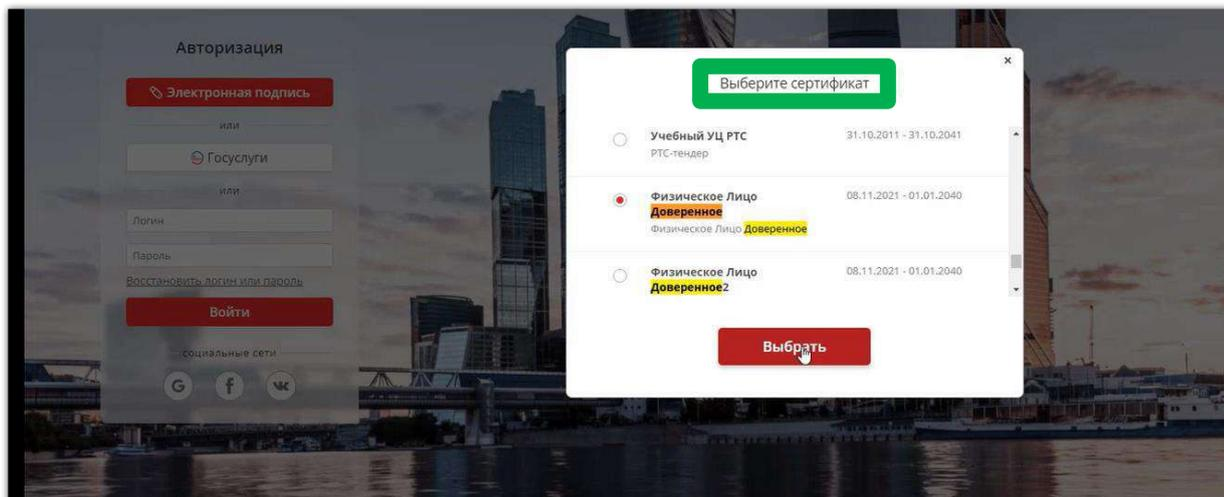 Авторизация
Электронная подпись
или
Госуслуги
или
Логин
Пароль
Восстановить логин или пароль
Войти
социальные сети
G f
Выберите сертификат
×
Учебный УЦ РТС
31.10.2011 - 31.10.2041
РТС-тендер
Физическое Лицо
08.11.2021 - 01.01.2040
Доверенное
Физическое Лицо Доверенное
Физическое Лицо
08.11.2021 - 01.01.2040
Доверенное2
Выбрать